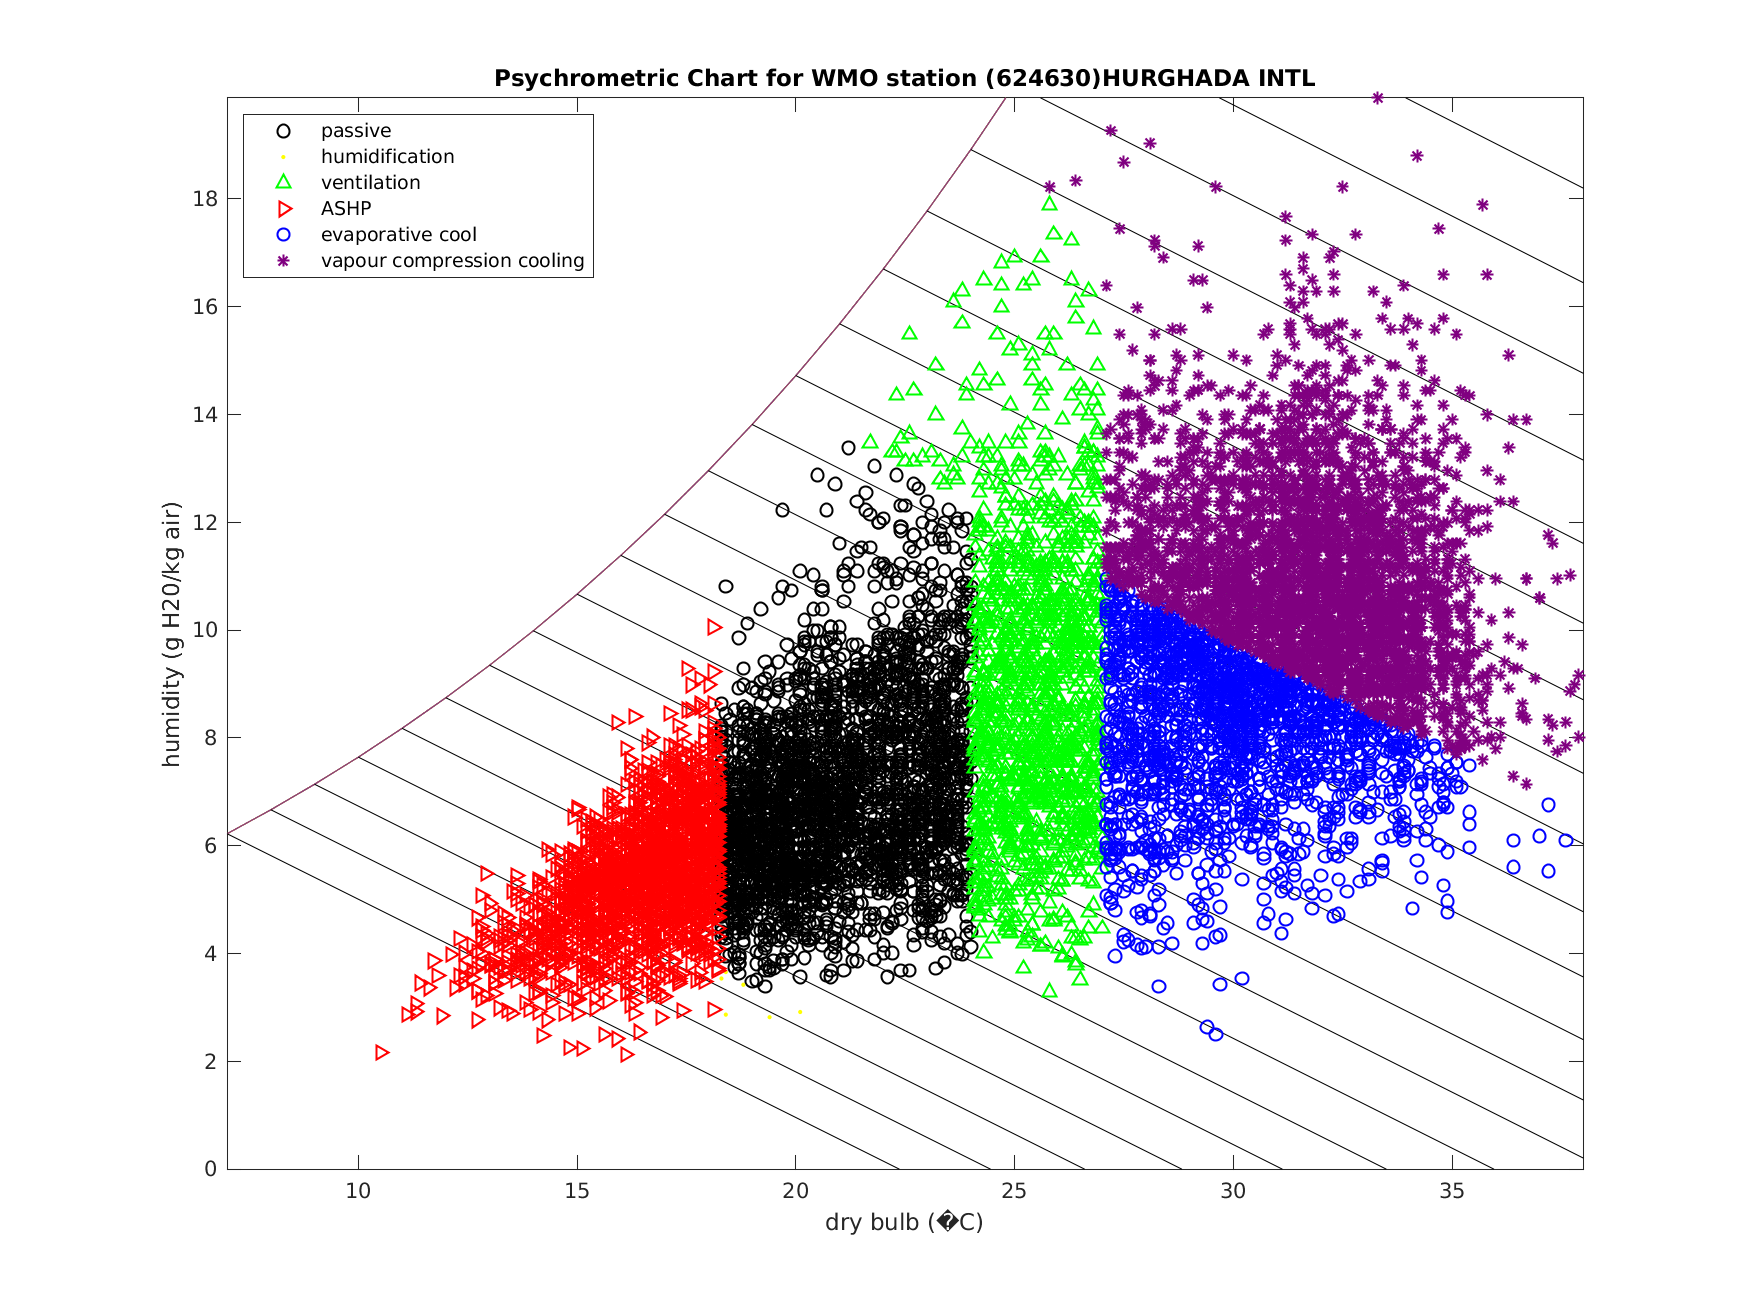 Psychrometric Chart for WMO station (624630)HURGHADA INTL
passive
humidification
ventilation
ASHP
evaporative cool
vapour compression cooling
humidity (g H20/kg air)
18
16
14
12
10
8
6
4
2
0
10 15 20 25 30 35
dry bulb (�C)